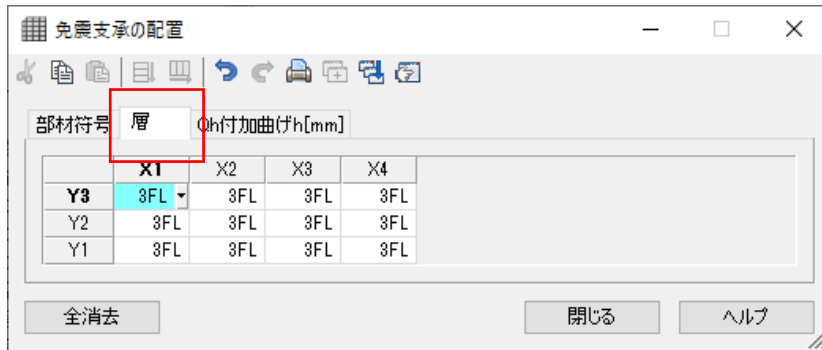 免震支承の配置
部材符号 層 Qh付加曲げh[mm]
X1 X2 X3 X4
Y3 3FL 3FL 3FL 3FL
Y2 3FL 3FL 3FL 3FL
Y1 3FL 3FL 3FL 3FL
全消去 閉じる ヘルプ